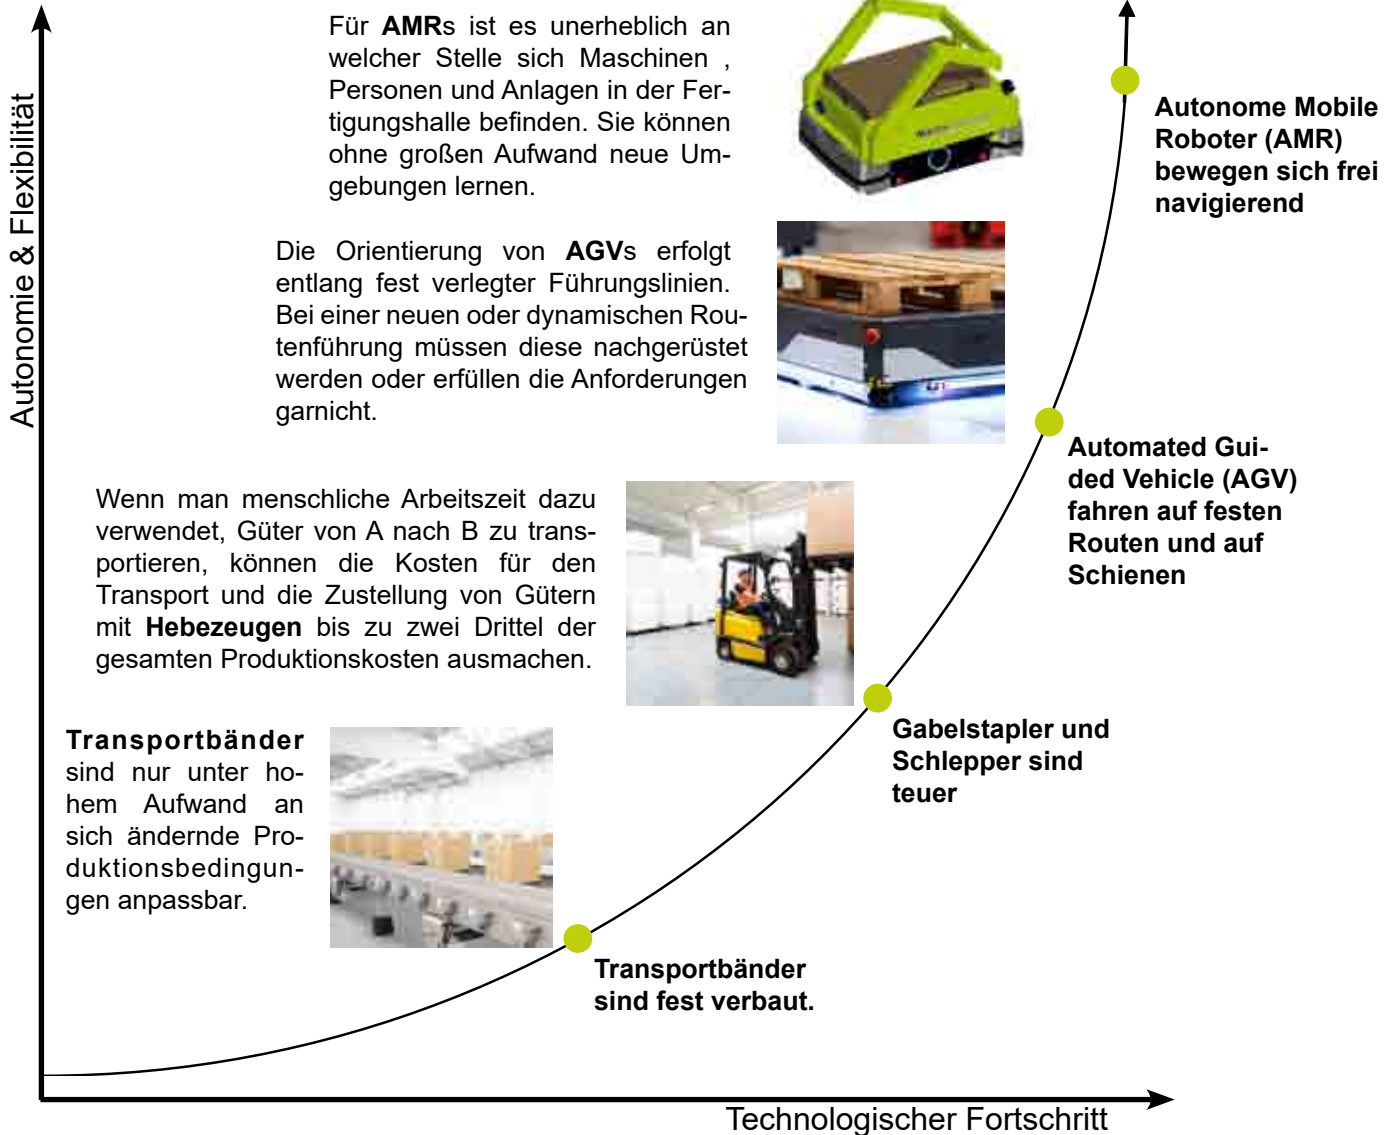 Autonomie & Flexibilität
Für AMRs ist es unerheblich an
welcher Stelle sich Maschinen ,
Personen und Anlagen in der Fer-
tigungshalle befinden. Sie können
ohne großen Aufwand neue Um-
gebungen lernen.
Autonome Mobile
Roboter (AMR)
bewegen sich frei
navigierend
Die Orientierung von AGVs erfolgt
entlang fest verlegter Führungslinien.
Bei einer neuen oder dynamischen Rou-
tenführung müssen diese nachgerüstet
werden oder erfüllen die Anforderungen
garnicht.
Automated Gui-
ded Vehicle (AGV)
fahren auf festen
Routen und auf
Schienen
Wenn man menschliche Arbeitszeit dazu
verwendet, Güter von A nach B zu trans-
portieren, können die Kosten für den
Transport und die Zustellung von Gütern
mit Hebezeugen bis zu zwei Drittel der
gesamten Produktionskosten ausmachen.
Gabelstapler und
Schlepper sind
teuer
Transportbänder
sind nur unter ho-
hem Aufwand an
sich ändernde Pro-
duktionsbedingun-
gen anpassbar.
Transportbänder
sind fest verbaut.
Technologischer Fortschritt